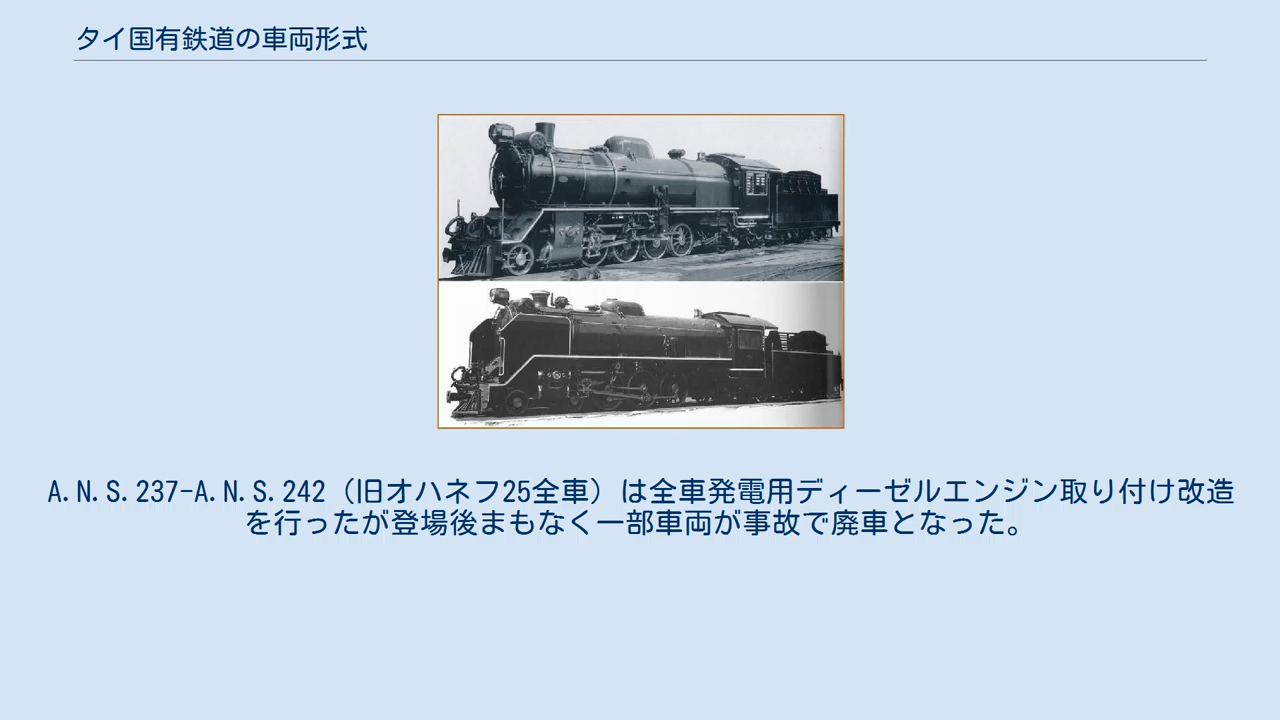 タイ国有鉄道の車両形式
A.N.S.237-A.N.S.242（旧オハネフ25全車）は全車発電用ディーゼルエンジン取り付け改造
を行ったが登場後まもなく一部車両が事故で廃車となった。